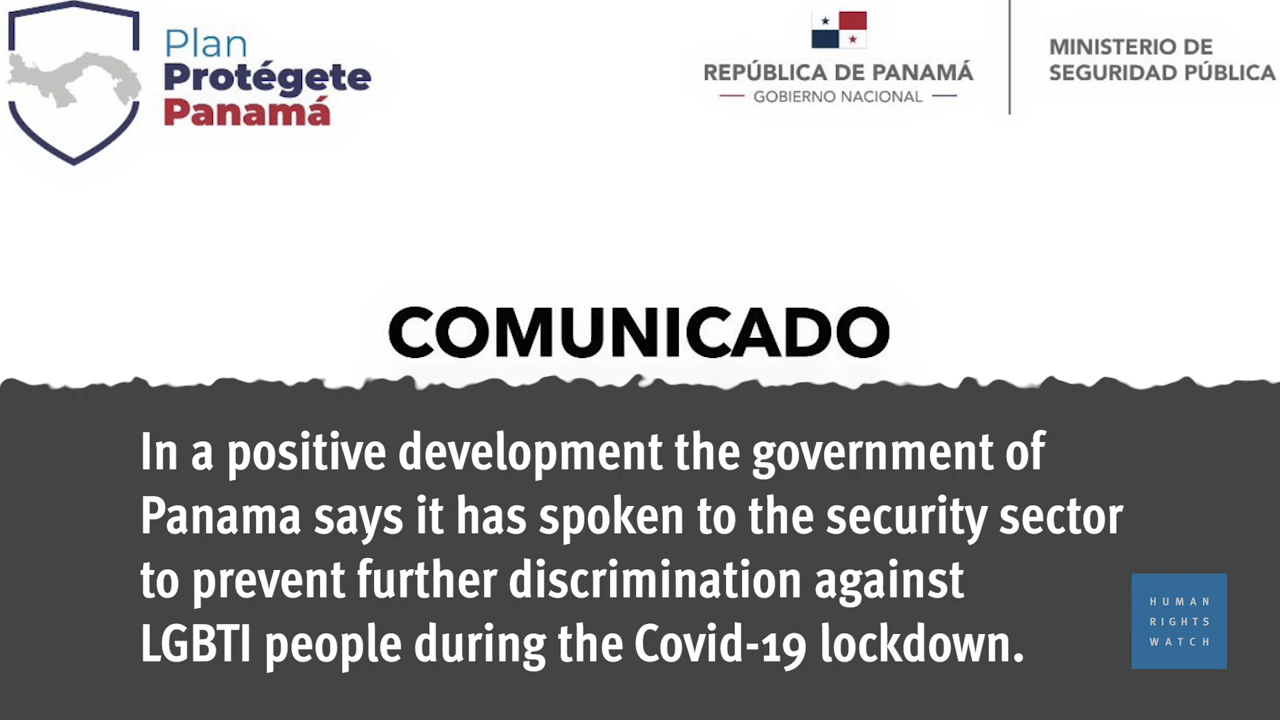 Plan
Protégete
Panamá
REPÚBLICA DE PANAMÁ
GOBIERNO NACIONAL
MINISTERIO DE
SEGURIDAD PÚBLICA
COMUNICADO
In a positive development the government of
Panama says it has spoken to the security sector
to prevent further discrimination against
LGBTI people during the Covid-19 lockdown.
HUMAN
RIGHTS
WATCH